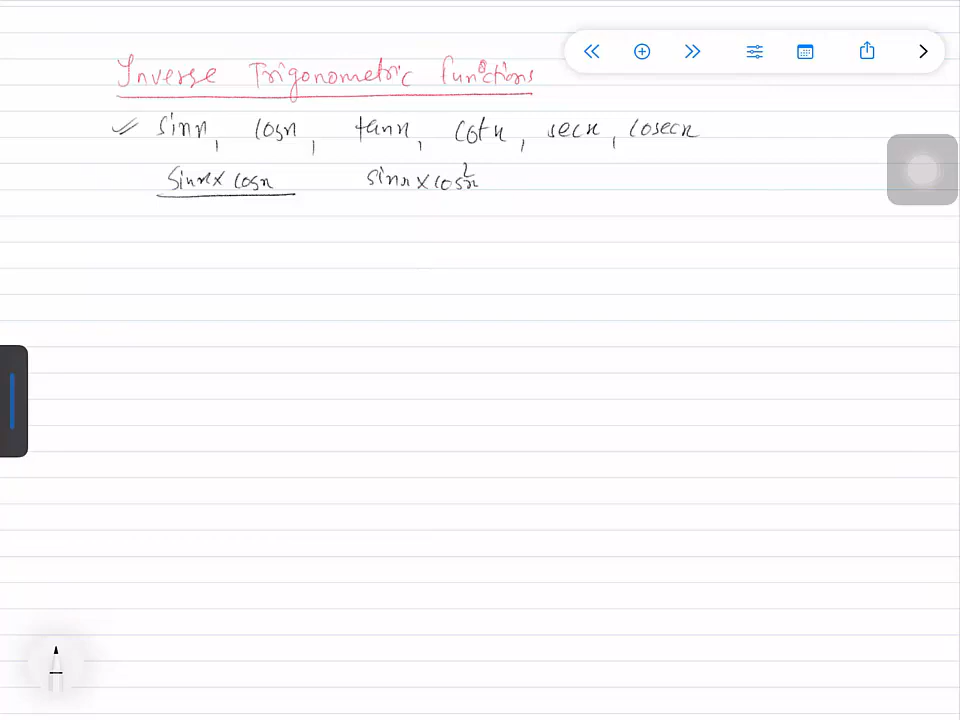 Inverse Trigonometric functions
sinx, cosx, tanx, cotx, secx, cosecx
sinx × cosx sinx × cos²x